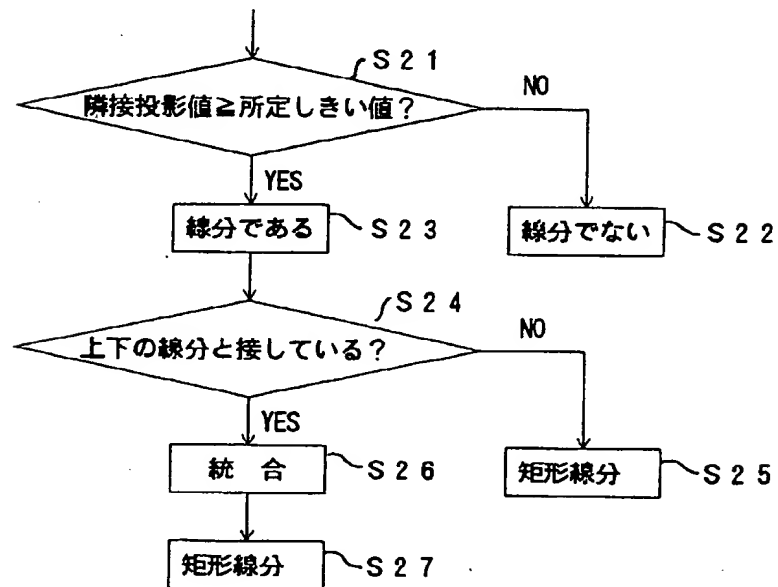 S21
隣接投影値≧所定しきい値?
NO
YES
線分である
S23
線分でない
S22
S24
上下の線分と接している?
NO
YES
統 合
S26
矩形線分
S25
矩形線分
S27